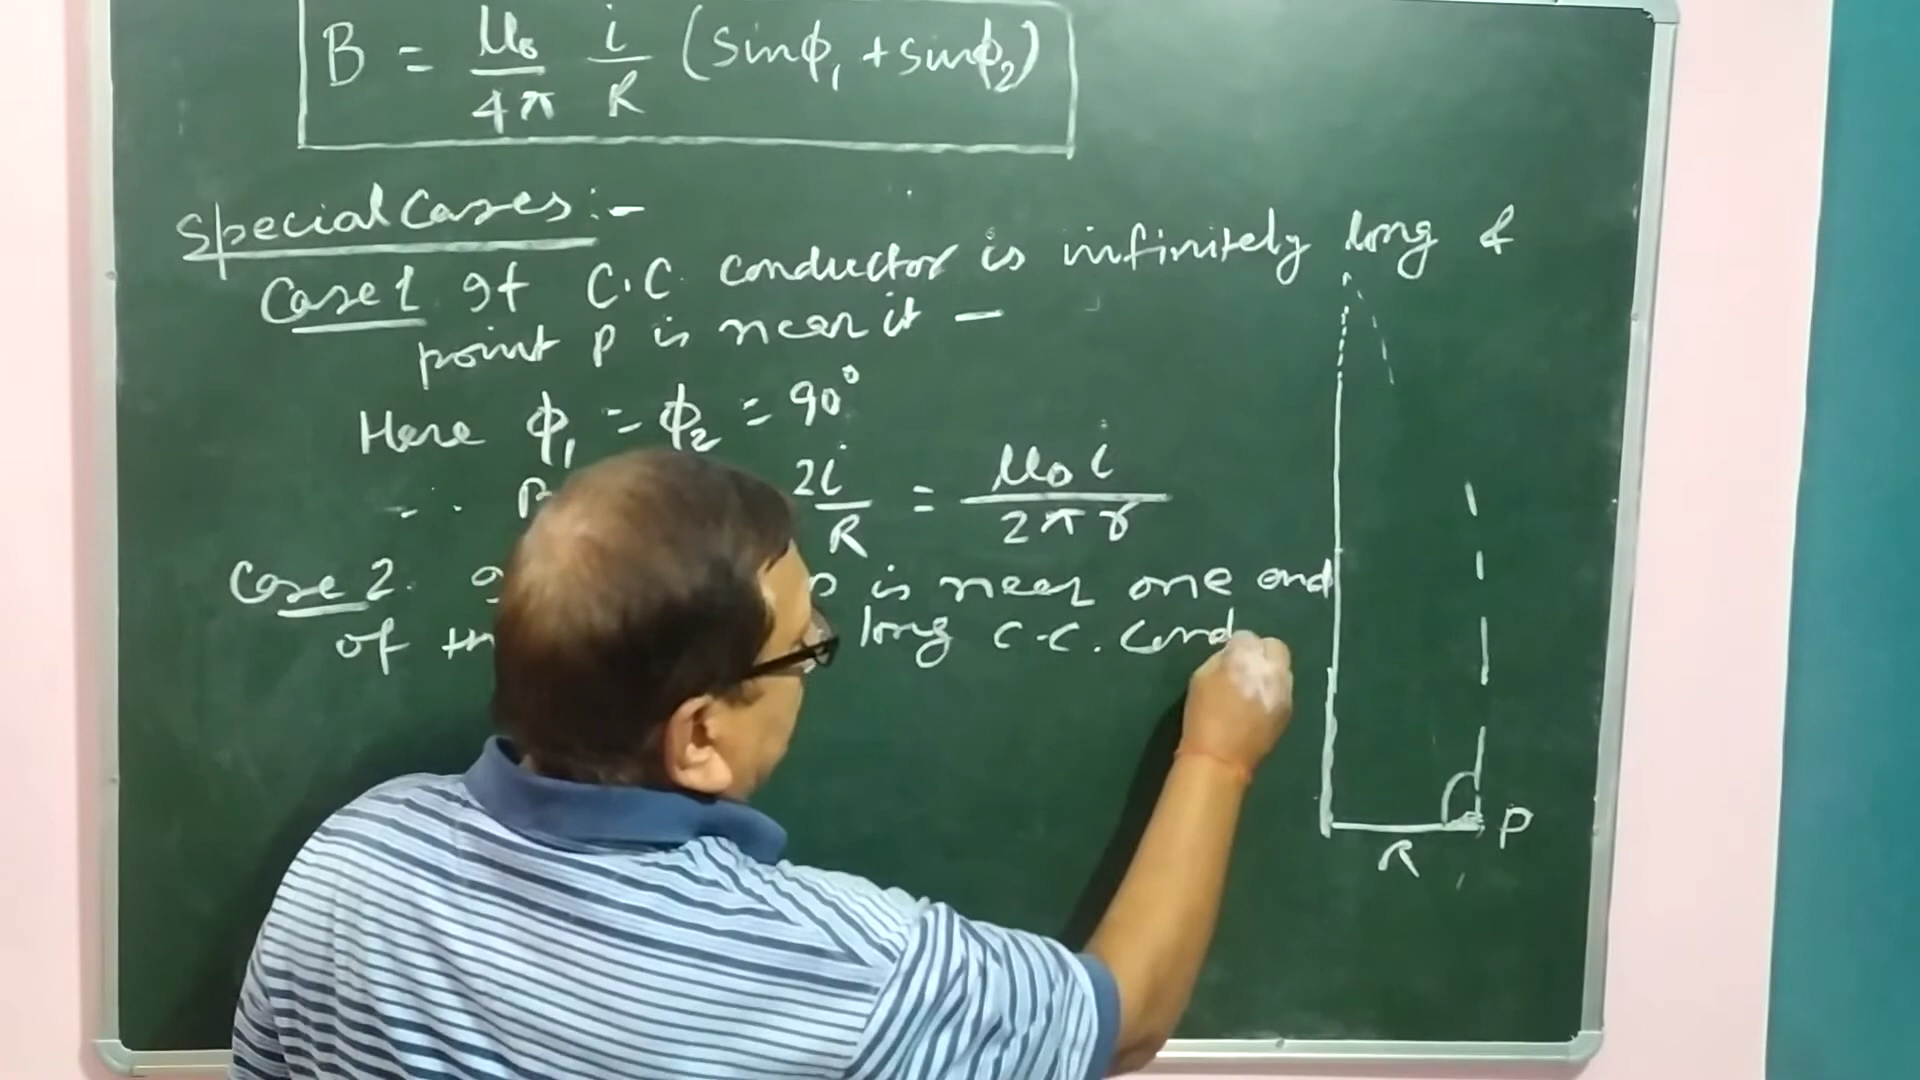 B = μ₀/4π i/R (sinϕ₁ + sinϕ₂)
Special Cases :-
Case 1 If C.C. conductor is infinitely long &
point P is near it –
Here ϕ₁ = ϕ₂ = 90°
∴ B 2i/R = μ₀i/2πr
Case 2. is near one end
of long C.C. Cond
P
R